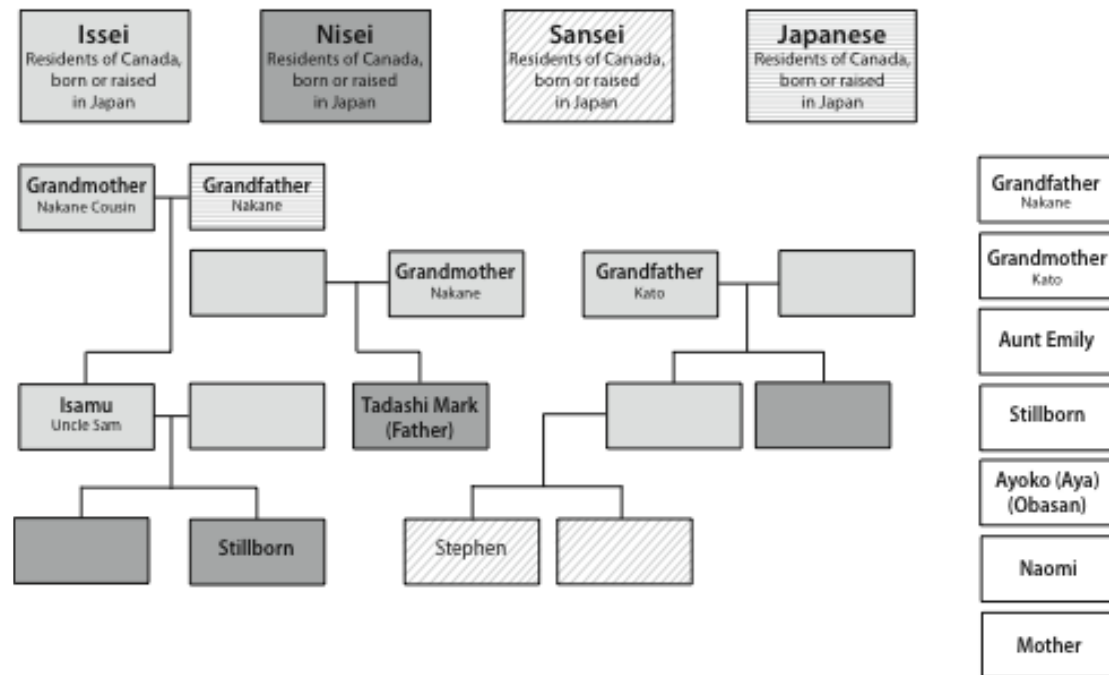 Issei
Residents of Canada,
born or raised
in Japan
Nisei
Residents of Canada,
born or raised
in Japan
Sansei
Residents of Canada,
born or raised
in Japan
Japanese
Residents of Canada,
born or raised
in Japan
Grandmother
Nakane Cousin
Grandfather
Nakane
Grandmother
Nakane
Grandfather
Kato
Isamu
Uncle Sam
Tadashi Mark
(Father)
Stillborn
Stephen
Grandfather
Nakane
Grandmother
Kato
Aunt Emily
Stillborn
Ayoko (Aya)
(Obasan)
Naomi
Mother